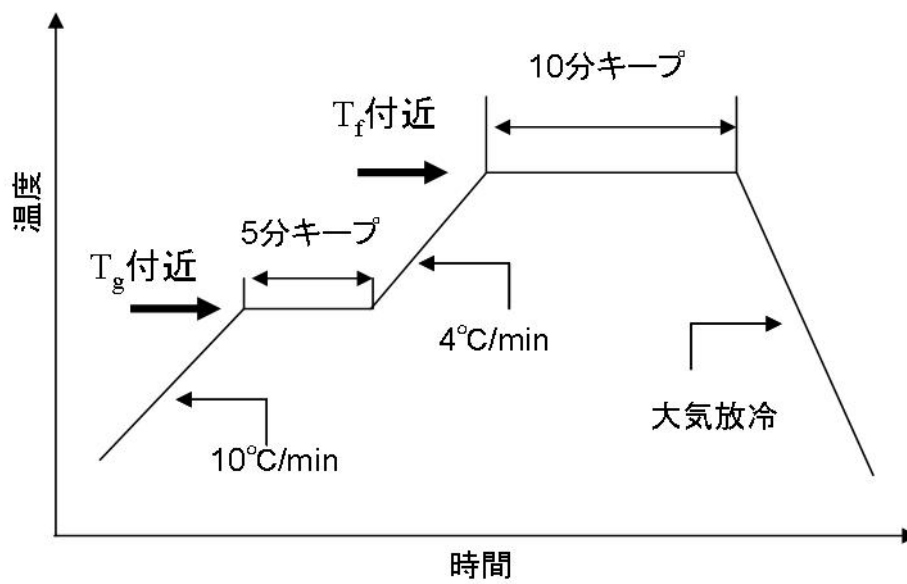 10分キープ
Tf付近
5分キープ
Tg付近
4℃/min
10℃/min
大気放冷
温度
時間